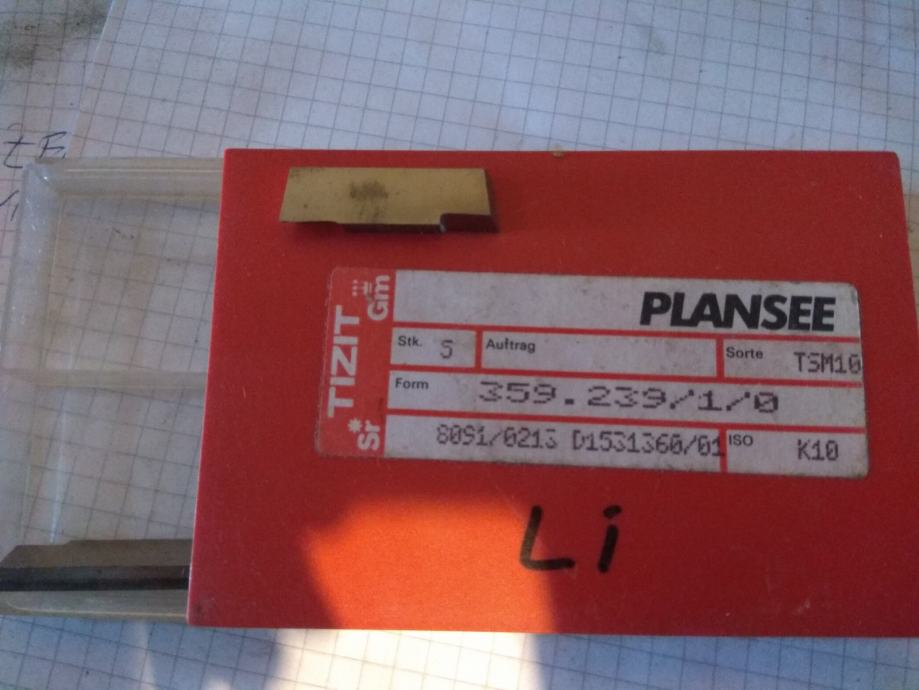 PLANSEE
TIZIT
Gm
Sr*
Stk. 5
Auftrag
Sorte TSM10
Form 359.239/1/0
8091/0213 D1531360/01
ISO K10
Li